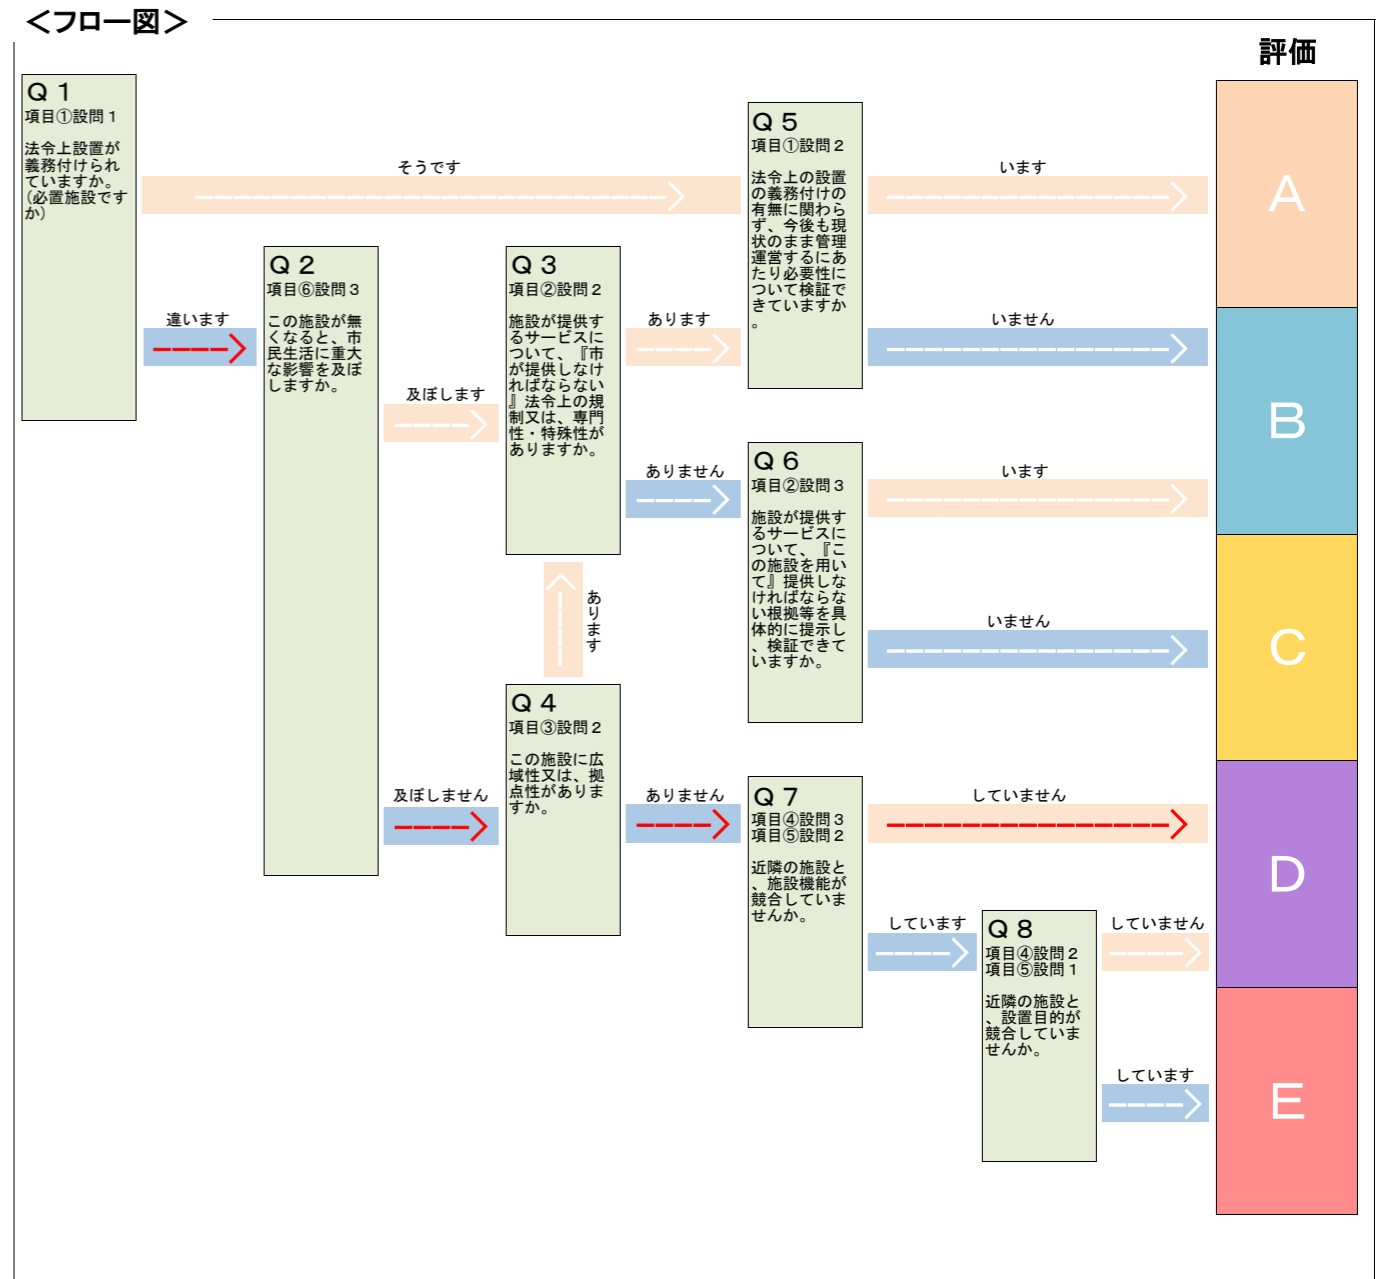 ＜フロー図＞
評価
Ｑ１
項目①設問１
法令上設置が
義務付けられ
ていますか。
(必置施設です
か)
そうです
違います
Ｑ２
項目⑥設問３
この施設が無
くなると、市
民生活に重大
な影響を及ぼ
しますか。
及ぼします
及ぼしません
Ｑ３
項目②設問２
施設が提供す
るサービスに
ついて、『市
が提供しなけ
ればならない
』法令上の規
制又は、専門
性・特殊性が
ありますか。
あります
ありません
あります
Ｑ４
項目③設問２
この施設に広
域性又は、拠
点性がありま
すか。
ありません
Ｑ５
項目①設問２
法令上の設置
の義務付けの
有無に関わら
ず、今後も現
状のまま管理
運営するにあ
たり必要性に
ついて検証で
きていますか
。
います
いません
Ｑ６
項目②設問３
施設が提供す
るサービスに
ついて、『こ
の施設を用い
て』提供しな
ければならな
い根拠等を具
体的に提示し
、検証できて
いますか。
います
いません
Ｑ７
項目④設問３
項目⑤設問２
近隣の施設と
、施設機能が
競合していま
せんか。
していません
しています
Ｑ８
項目④設問２
項目⑤設問１
近隣の施設と
、設置目的が
競合していま
せんか。
していません
しています
Ａ
Ｂ
Ｃ
Ｄ
Ｅ